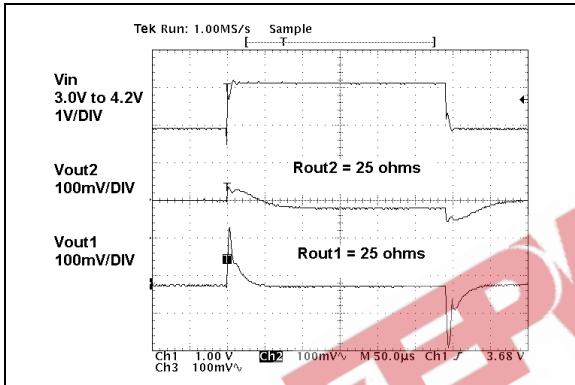 Tek Run: 1.00MS/s Sample
[ T ]
Vin
3.0V to 4.2V
1V/DIV
Vout2
100mV/DIV
Rout2 = 25 ohms
Vout1
100mV/DIV
Rout1 = 25 ohms
Ch1 1.00 V Ch2 100mV∿ M 50.0µs Ch1 ƒ 3.68 V
Ch3 100mV∿